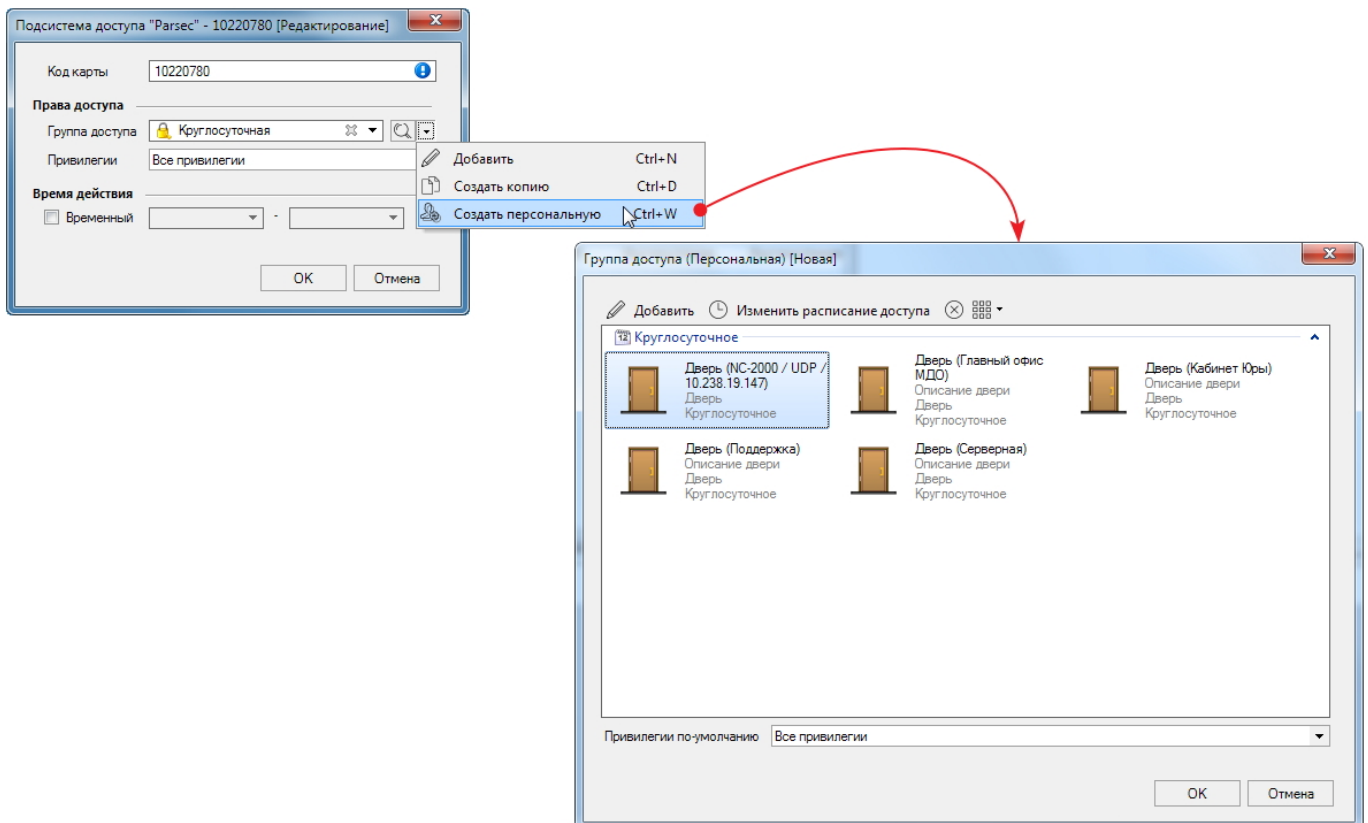 Подсистема доступа "Parsec" - 10220780 [Редактирование]
Код карты 10220780
Права доступа
Группа доступа Круглосуточная
Привилегии Все привилегии
Время действия
Временный -
OK Отмена
Добавить Ctrl+N
Создать копию Ctrl+D
Создать персональную Ctrl+W
Группа доступа (Персональная) [Новая]
Добавить Изменить расписание доступа
12 Круглосуточное
Дверь (NC-2000 / UDP /
10.238.19.147)
Дверь
Круглосуточное
Дверь (Главный офис
МДО)
Описание двери
Дверь
Круглосуточное
Дверь (Кабинет Юры)
Описание двери
Дверь
Круглосуточное
Дверь (Поддержка)
Описание двери
Дверь
Круглосуточное
Дверь (Серверная)
Описание двери
Дверь
Круглосуточное
Привилегии по-умолчанию Все привилегии
OK Отмена